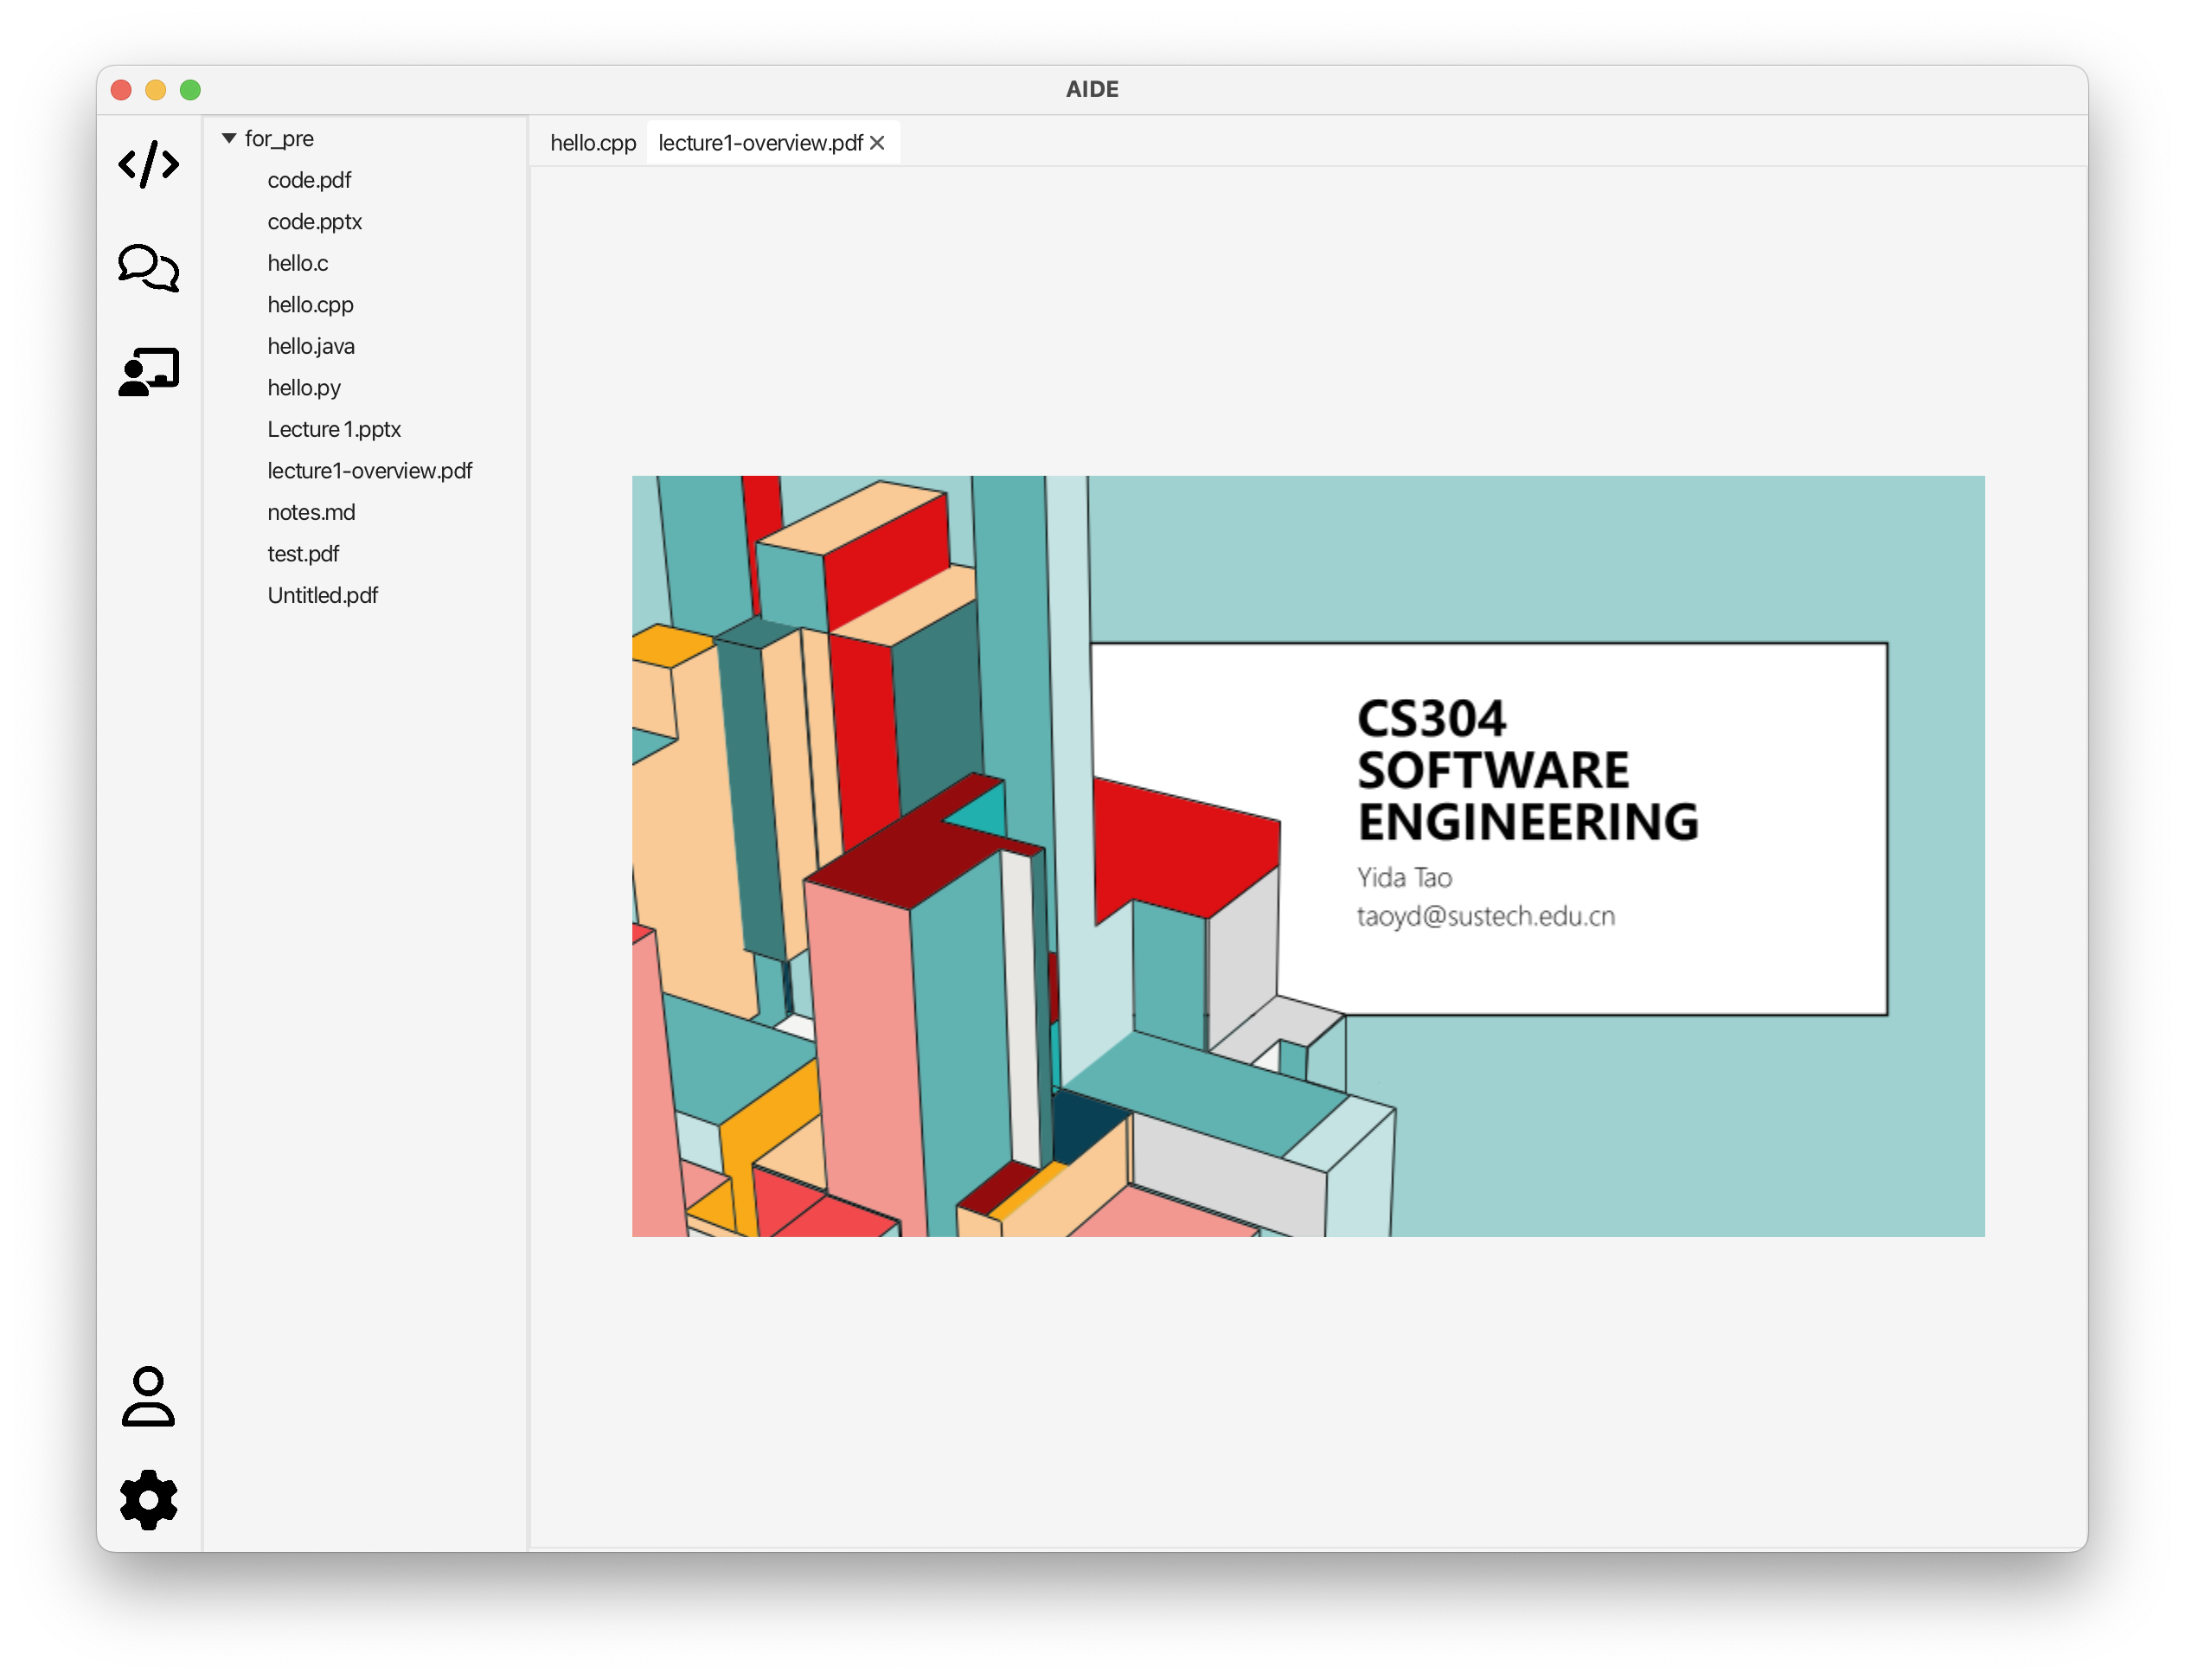 AIDE
for_pre
code.pdf
code.pptx
hello.c
hello.cpp
hello.java
hello.py
Lecture 1.pptx
lecture1-overview.pdf
notes.md
test.pdf
Untitled.pdf
hello.cpp
lecture1-overview.pdf
CS304
SOFTWARE
ENGINEERING
Yida Tao
taoyd@sustech.edu.cn